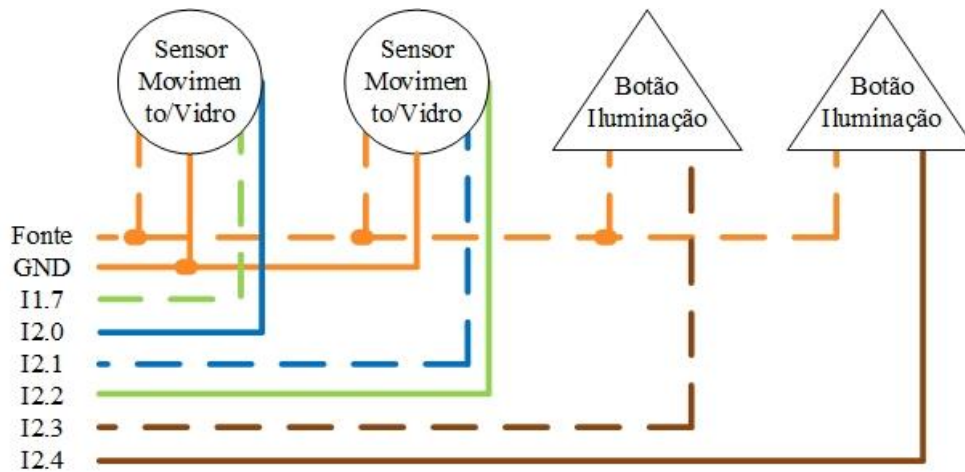 Sensor
Movimen
to/Vidro
Sensor
Movimen
to/Vidro
Botão
Iluminação
Botão
Iluminação
Fonte
GND
I1.7
I2.0
I2.1
I2.2
I2.3
I2.4